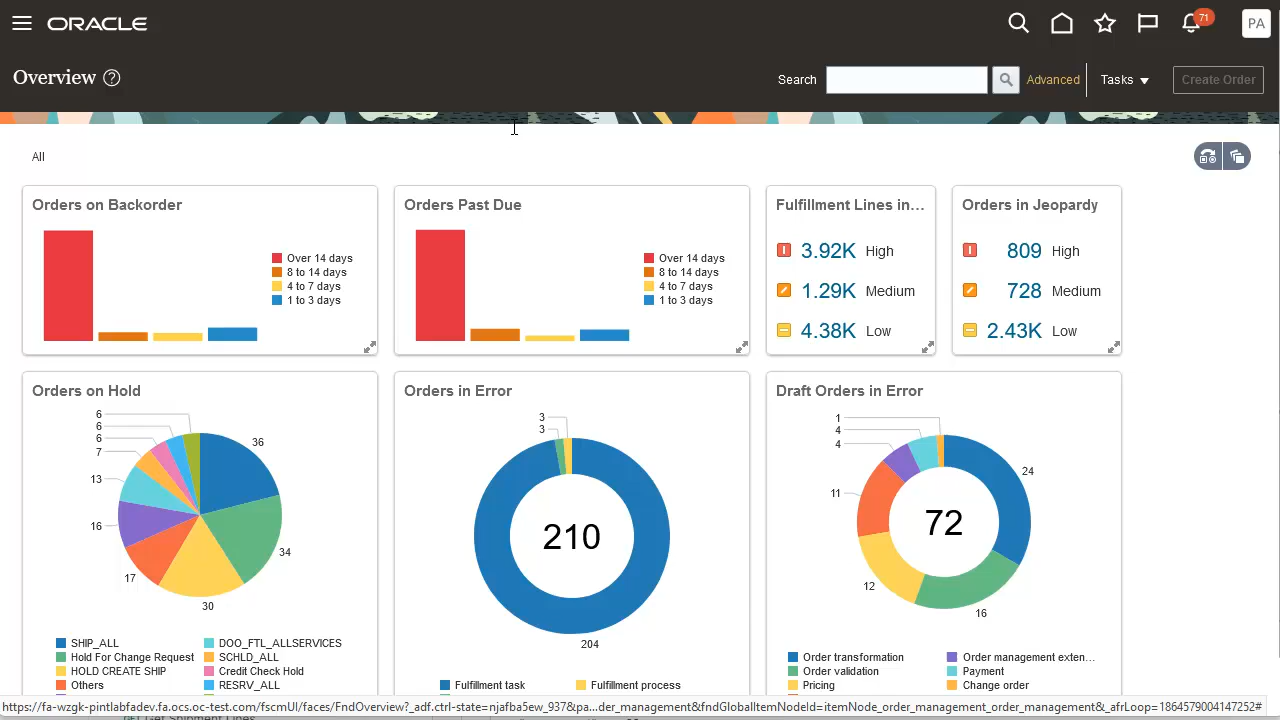 ORACLE
71
PA
Overview ?
Search
Advanced
Tasks
Create Order
All
Orders on Backorder
Over 14 days
8 to 14 days
4 to 7 days
1 to 3 days
Orders Past Due
Over 14 days
8 to 14 days
4 to 7 days
1 to 3 days
Fulfillment Lines in...
3.92K High
1.29K Medium
4.38K Low
Orders in Jeopardy
809 High
728 Medium
2.43K Low
Orders on Hold
6
6
6
7
13
16
17
30
34
36
SHIP_ALL
Hold For Change Request
HOLD CREATE SHIP
Others
DOO_FTL_ALLSERVICES
SCHLD_ALL
Credit Check Hold
RESRV_ALL
Orders in Error
3
3
210
204
Fulfillment task
Fulfillment process
Draft Orders in Error
1
4
4
11
12
16
24
72
Order transformation
Order validation
Pricing
Order management exten...
Payment
Change order
https://fa-wzgk-pintlabfadev.fa.ocs.oc-test.com/fscmUI/faces/FndOverview?_adf.ctrl-state=njafba5ew_937&pa...der_management&fndGlobalItemNodeId=itemNode_order_management_order_management&_afrLoop=18645790041472​52#